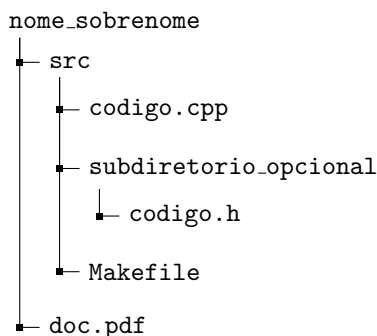 nome_sobrenome
src
codigo.cpp
subdiretorio_opcional
codigo.h
Makefile
doc.pdf